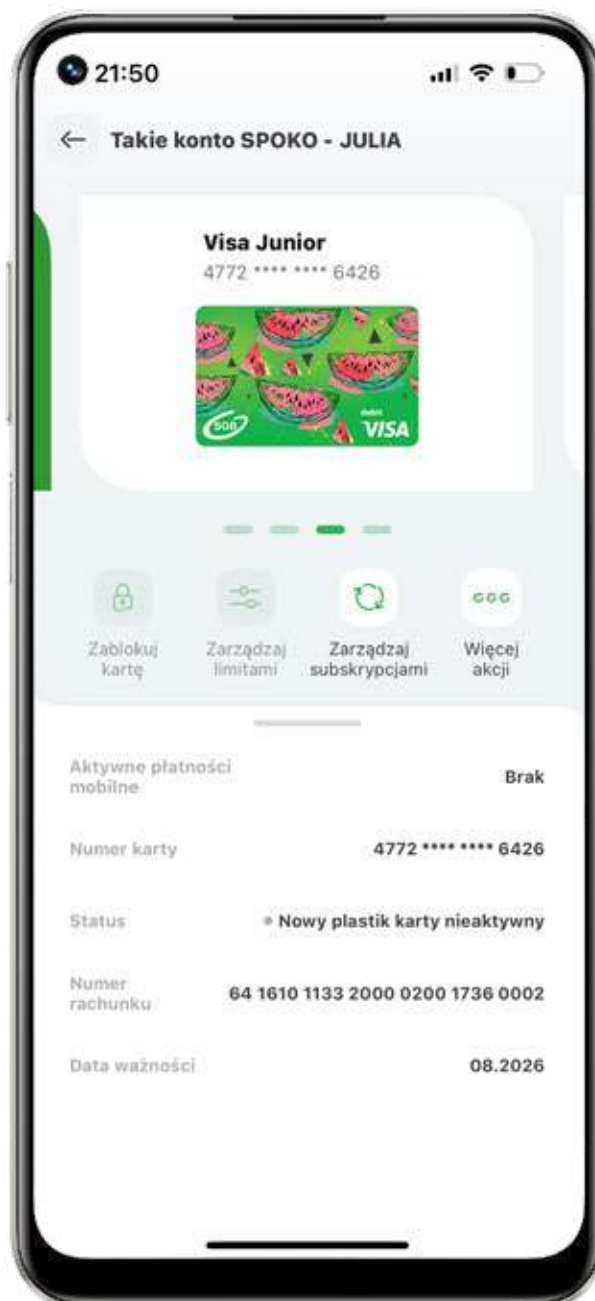 21:50
Takie konto SPOKO - JULIA
Visa Junior
4772 **** **** 6426
SGB
debit
VISA
Zablokuj
kartę
Zarządzaj
limitami
Zarządzaj
subskrypcjami
Więcej
akcji
Aktywne płatności
mobilne
Brak
Numer karty
4772 **** **** 6426
Status
Nowy plastik karty nieaktywny
Numer
rachunku
64 1610 1133 2000 0200 1736 0002
Data ważności
08.2026